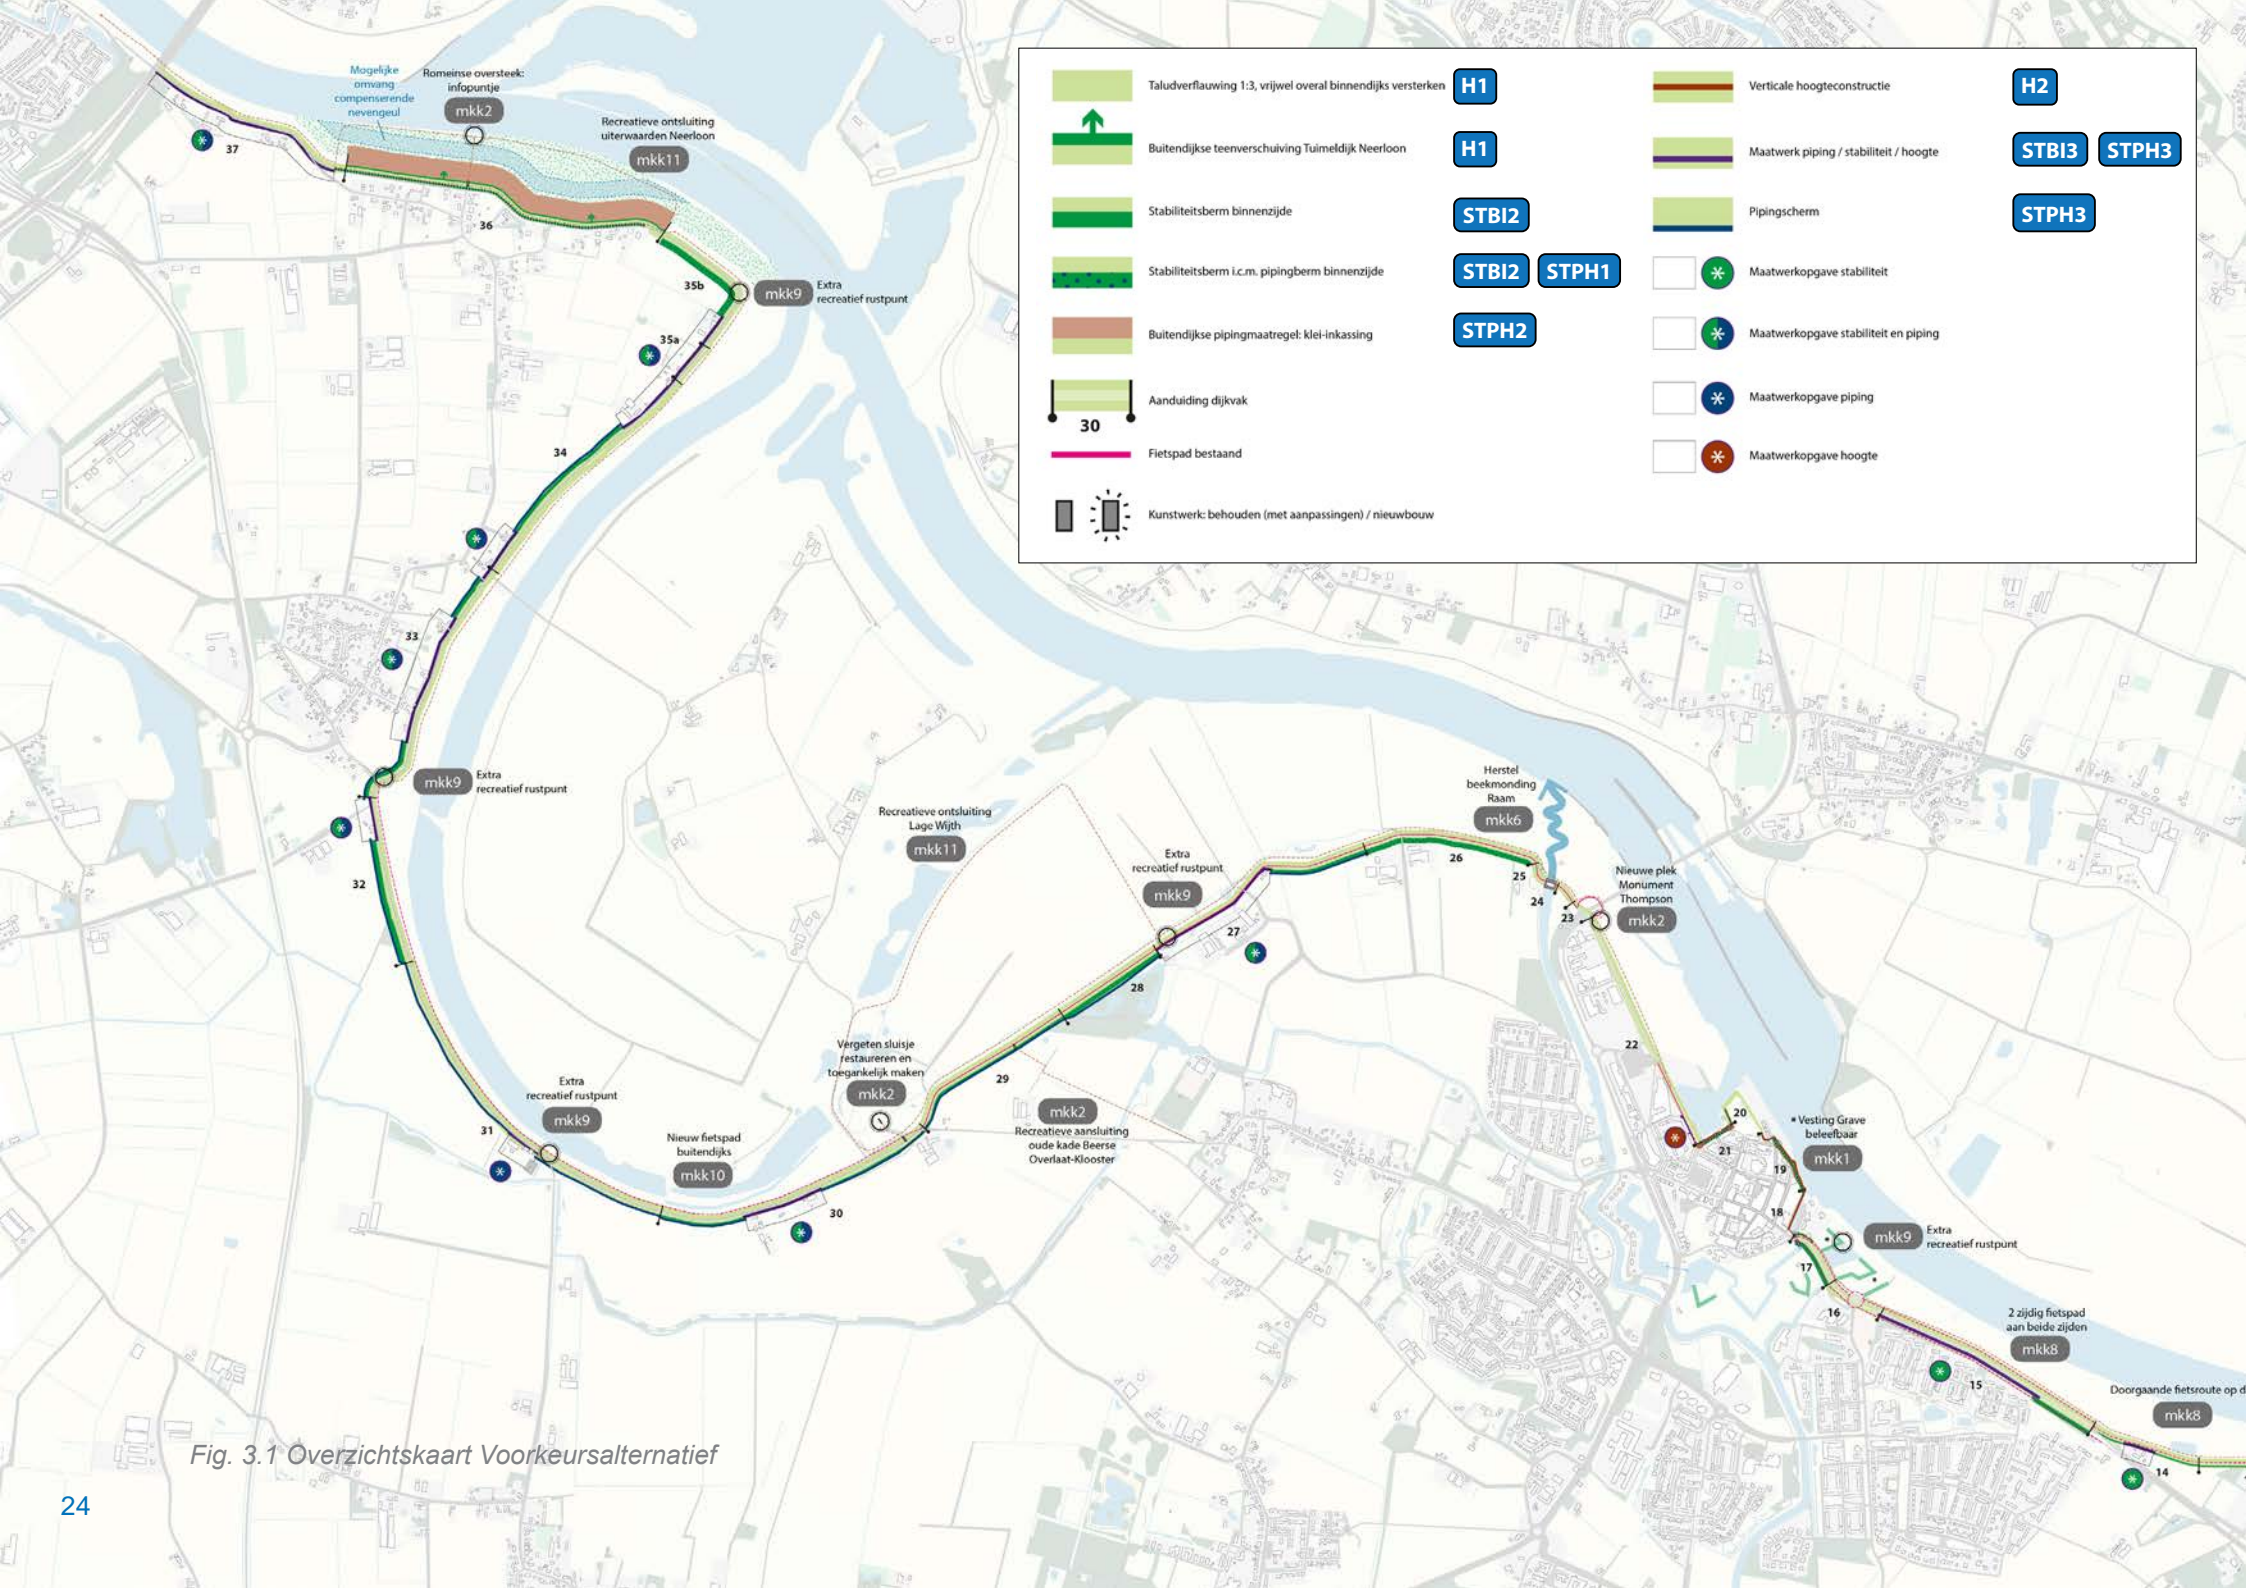 Taludverflauwing 1:3, vrijwel overal binnendijks versterken H1
Buitendijkse teenverschuiving Tuimeldijk Neerloon H1
Stabiliteitsberm binnenzijde STBI2
Stabiliteitsberm i.c.m. pipingberm binnenzijde STBI2 STPH1
Buitendijkse pipingmaatregel: klei-inkassing STPH2
Aanduiding dijkvak
30
Fietspad bestaand
Kunstwerk: behouden (met aanpassingen) / nieuwbouw
Verticale hoogteconstructie H2
Maatwerk piping / stabiliteit / hoogte STBI3 STPH3
Pipingscherm STPH3
Maatwerkopgave stabiliteit
Maatwerkopgave stabiliteit en piping
Maatwerkopgave piping
Maatwerkopgave hoogte
Mogelijke
omvang
compenserende
nevengeul
Romeinse oversteek:
infopuntje
mkk2
Recreatieve ontsluiting
uiterwaarden Neerloon
mkk11
37
36
35b
mkk9
Extra
recreatief rustpunt
35a
34
33
mkk9
Extra
recreatief rustpunt
32
Recreatieve ontsluiting
Lage Wijth
mkk11
Extra
recreatief rustpunt
mkk9
Herstel
beekmonding
Raam
mkk6
26
25
24
23
Nieuwe plek
Monument
Thompson
mkk2
27
28
29
22
Vergeten sluisje
restaureren en
toegankelijk maken
mkk2
mkk2
Recreatieve aansluiting
oude kade Beerse
Overlaat-Klooster
Extra
recreatief rustpunt
mkk9
31
Nieuw fietspad
buitendijks
mkk10
30
20
21
19
18
Vesting Grave
beleefbaar
mkk1
mkk9
Extra
recreatief rustpunt
17
16
2 zijdig fietspad
aan beide zijden
mkk8
15
Doorgaande fietsroute op d
mkk8
14
Fig. 3.1 Overzichtskaart Voorkeursalternatief
24